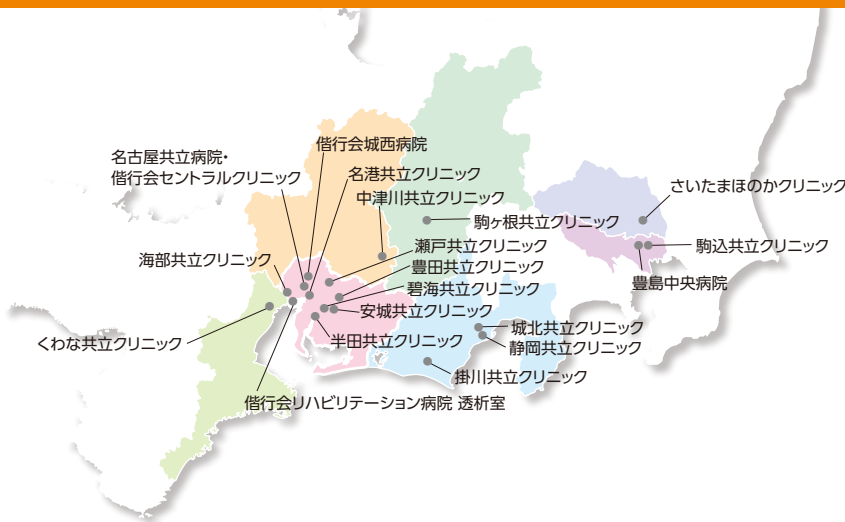 偕行会城西病院
名古屋共立病院・
偕行会セントラルクリニック
名港共立クリニック
中津川共立クリニック
さいたまほのかクリニック
駒ヶ根共立クリニック
瀬戸共立クリニック
駒込共立クリニック
海部共立クリニック
豊田共立クリニック
豊島中央病院
碧海共立クリニック
安城共立クリニック
城北共立クリニック
くわな共立クリニック
半田共立クリニック
静岡共立クリニック
掛川共立クリニック
偕行会リハビリテーション病院 透析室